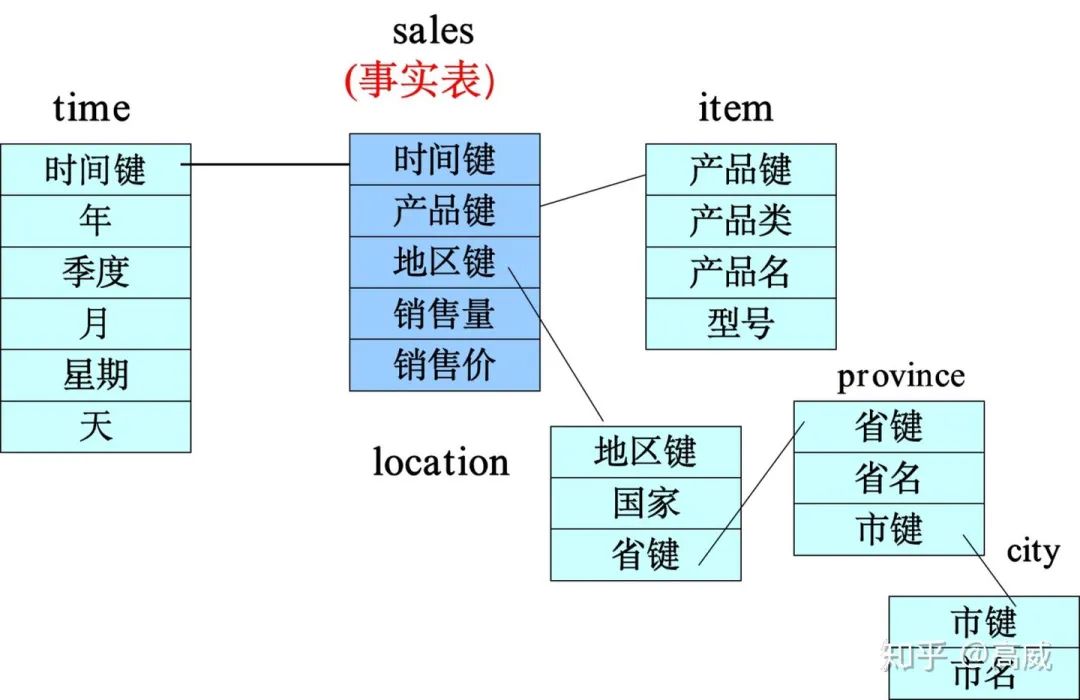 sales
(事实表)
time
时间键
年
季度
月
星期
天
时间键
产品键
地区键
销售量
销售价
item
产品键
产品类
产品名
型号
location
地区键
国家
省键
province
省键
省名
市键
city
市键
市名
知乎 @高威